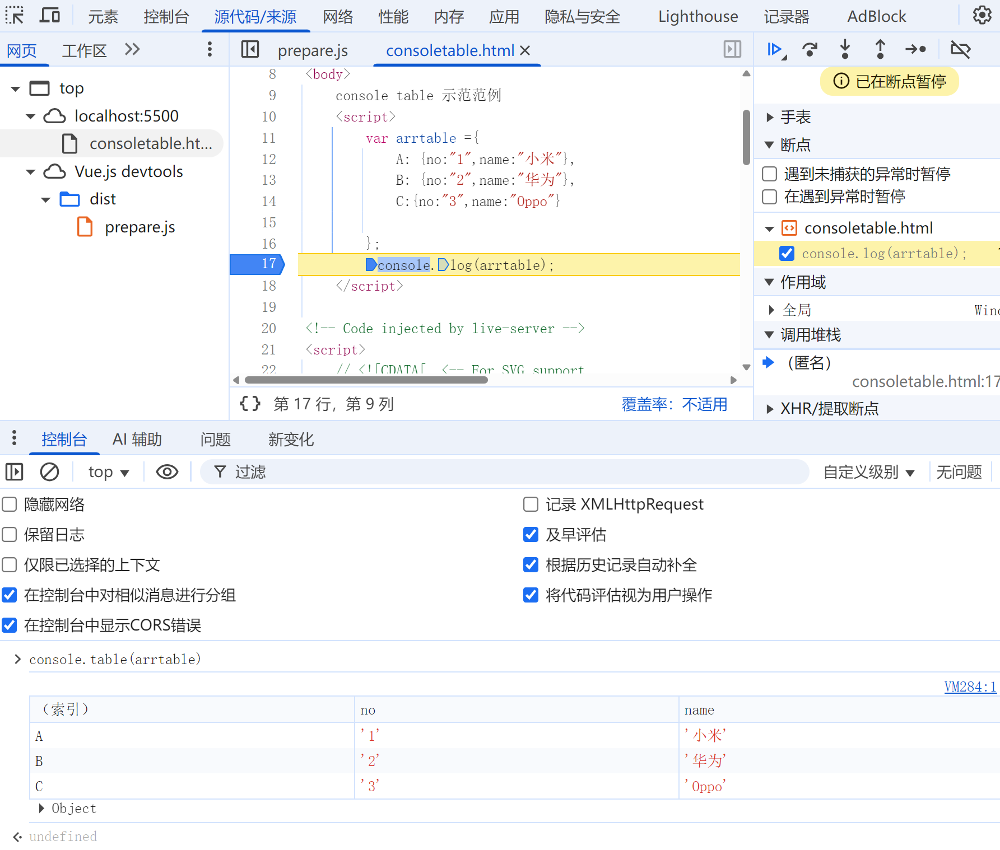 元素 控制台 源代码/来源 网络 性能 内存 应用 隐私与安全 Lighthouse 记录器 AdBlock
网页 工作区
top
localhost:5500
consoletable.ht...
Vue.js devtools
dist
prepare.js
prepare.js consoletable.html
8 <body>
9 console table 示范范例
10 <script>
11 var arrtable ={
12 A: {no:"1",name:"小米"},
13 B: {no:"2",name:"华为"},
14 C:{no:"3",name:"Oppo"}
15
16 };
17 console.log(arrtable);
18 </script>
19
20 <!-- Code injected by live-server -->
21 <script>
22 // <![CDATA[ <-- For SVG support
{} 第 17 行，第 9 列 覆盖率：不适用
已在断点暂停
手表
断点
遇到未捕获的异常时暂停
在遇到异常时暂停
consoletable.html
console.log(arrtable);
作用域
全局
调用堆栈
（匿名）
consoletable.html:17
XHR/提取断点
控制台 AI 辅助 问题 新变化
top 过滤 自定义级别 无问题
隐藏网络 记录 XMLHttpRequest
保留日志 及早评估
仅限已选择的上下文 根据历史记录自动补全
在控制台中对相似消息进行分组 将代码评估视为用户操作
在控制台中显示CORS错误
console.table(arrtable)
VM284:1
（索引） no name
A '1' '小米'
B '2' '华为'
C '3' 'Oppo'
Object
undefined